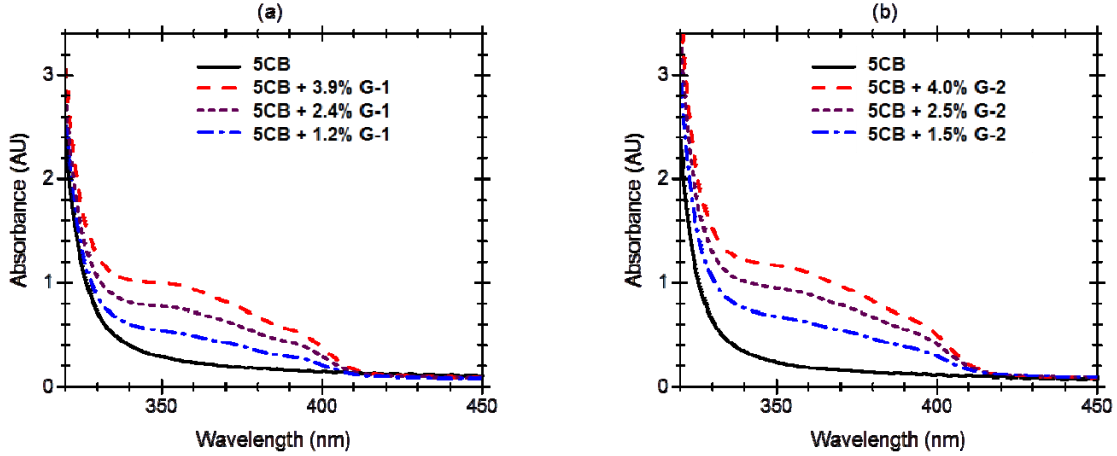 (a)
5CB
5CB + 3.9% G-1
5CB + 2.4% G-1
5CB + 1.2% G-1
Absorbance (AU)
3
2
1
0
350
400
450
Wavelength (nm)
(b)
5CB
5CB + 4.0% G-2
5CB + 2.5% G-2
5CB + 1.5% G-2
Absorbance (AU)
3
2
1
0
350
400
450
Wavelength (nm)